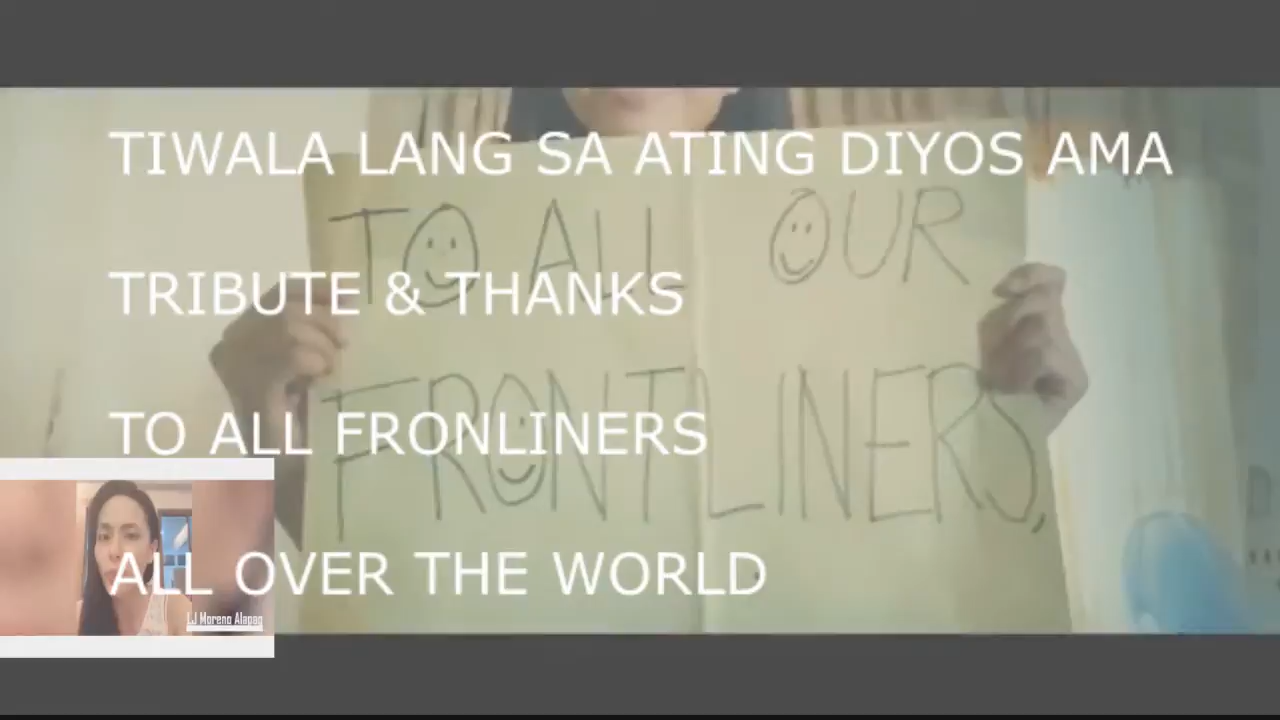 TIWALA LANG SA ATING DIYOS AMA
TO ALL OUR
TRIBUTE & THANKS
FRONTLINERS,
TO ALL FRONLINERS
ALL OVER THE WORLD
LJ Moreno Alapag